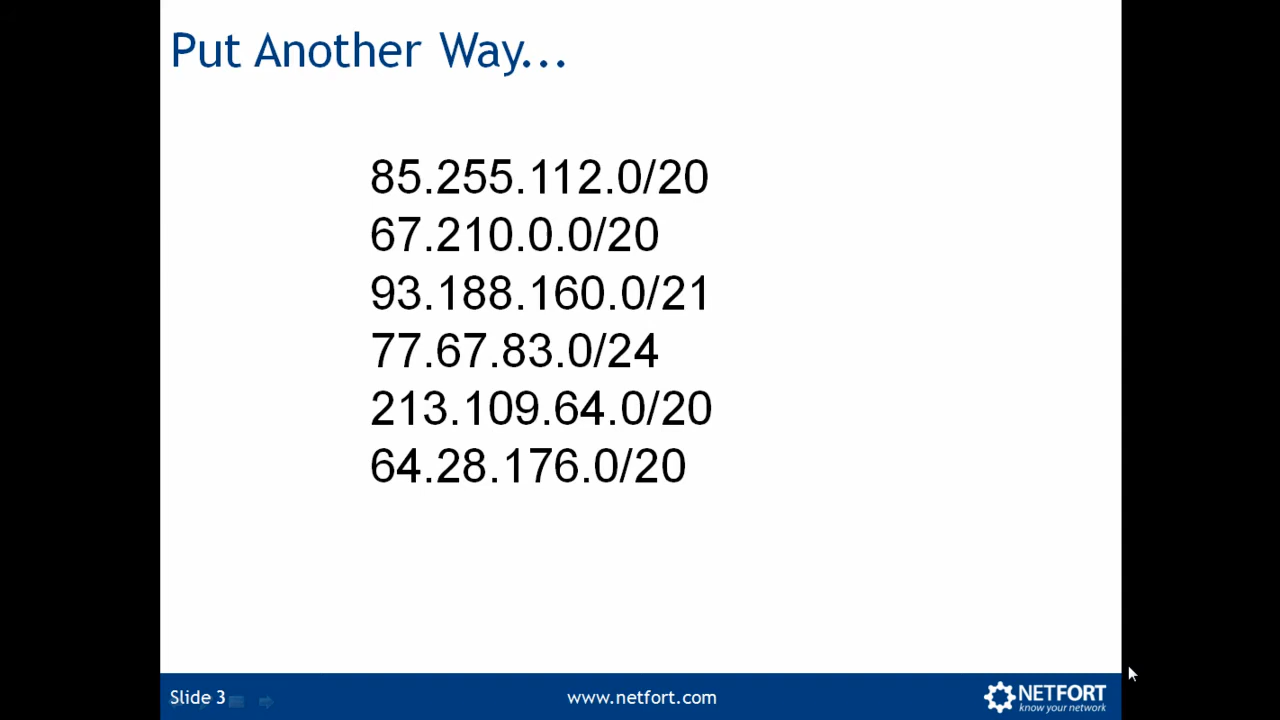 Put Another Way...
85.255.112.0/20
67.210.0.0/20
93.188.160.0/21
77.67.83.0/24
213.109.64.0/20
64.28.176.0/20
Slide 3
www.netfort.com
NETFORT
know your network